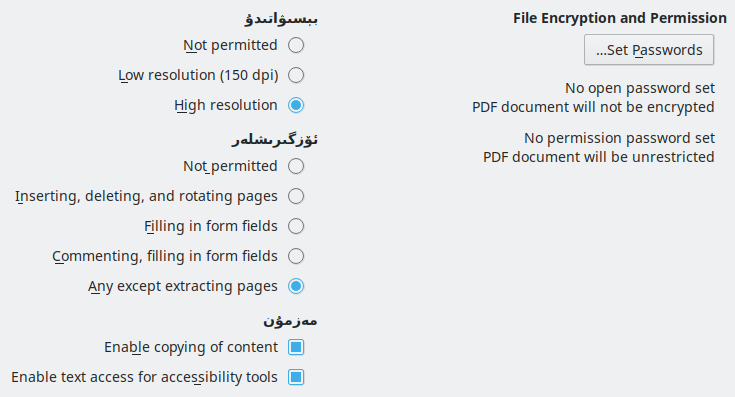 File Encryption and Permission
...Set Passwords
No open password set
PDF document will not be encrypted
No permission password set
PDF document will be unrestricted
بېسىۋاتىدۇ
Not permitted
Low resolution (150 dpi)
High resolution
ئۆزگىرىشلەر
Not permitted
Inserting, deleting, and rotating pages
Filling in form fields
Commenting, filling in form fields
Any except extracting pages
مەزمۇن
Enable copying of content
Enable text access for accessibility tools